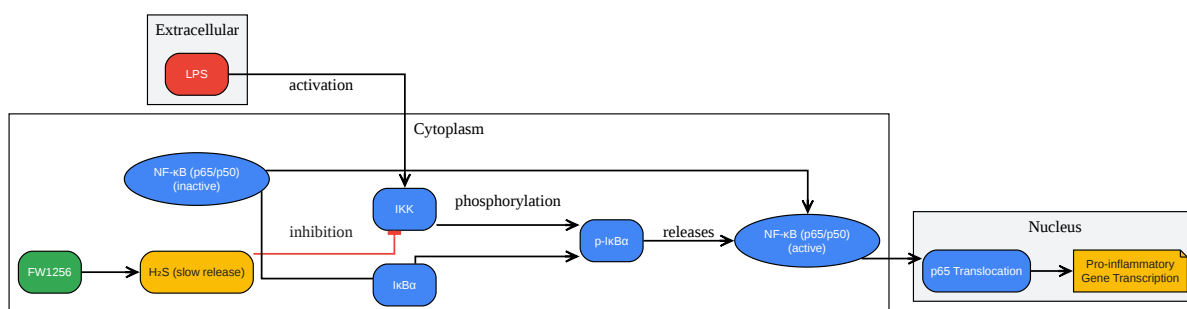 Extracellular
LPS
activation
Cytoplasm
NF-κB (p65/p50)
(inactive)
IKK
phosphorylation
inhibition
p-IκBα
releases
NF-κB (p65/p50)
(active)
Nucleus
FW1256
H₂S (slow release)
IκBα
p65 Translocation
Pro-inflammatory
Gene Transcription